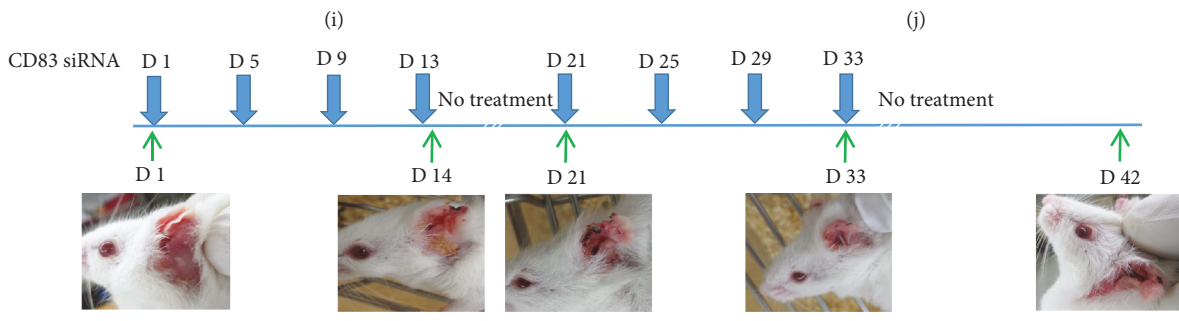 (i) (j)
CD83 siRNA D 1 D 5 D 9 D 13 D 21 D 25 D 29 D 33
No treatment No treatment
D 1 D 14 D 21 D 33 D 42